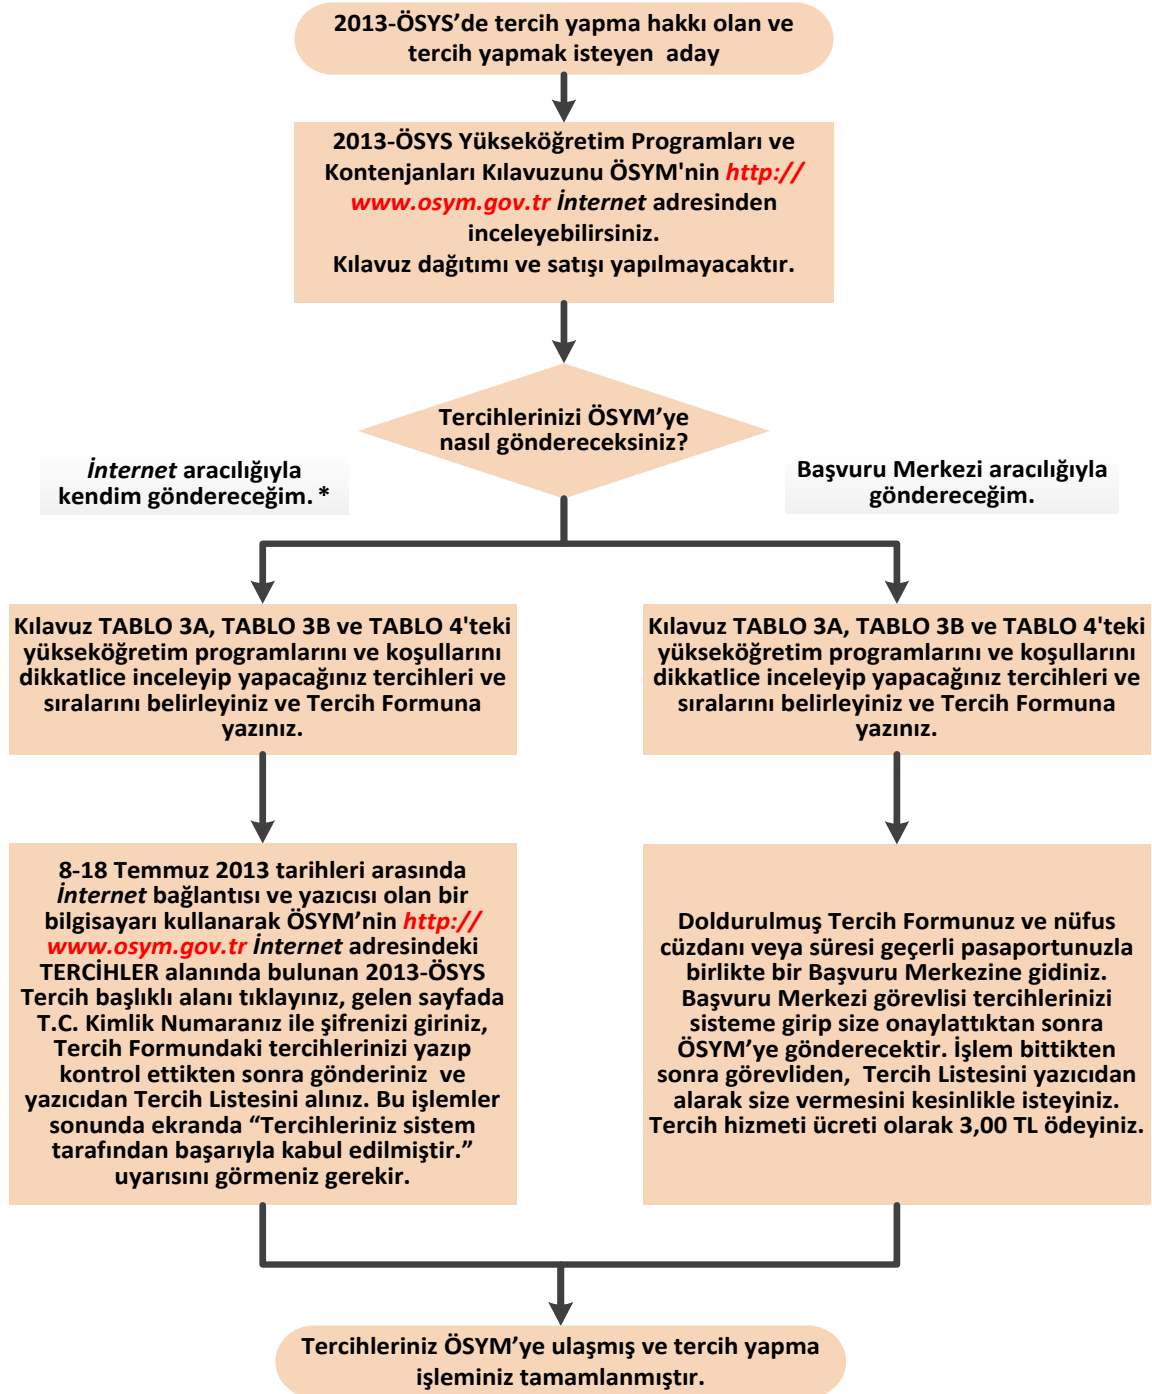 2013-ÖSYS’de tercih yapma hakkı olan ve
tercih yapmak isteyen  aday
2013-ÖSYS Yükseköğretim Programları ve
Kontenjanları Kılavuzunu ÖSYM'nin http://
www.osym.gov.tr İnternet adresinden
inceleyebilirsiniz.
Kılavuz dağıtımı ve satışı yapılmayacaktır.
Tercihlerinizi ÖSYM’ye
nasıl göndereceksiniz?
İnternet aracılığıyla
kendim göndereceğim. *
Başvuru Merkezi aracılığıyla
göndereceğim.
Kılavuz TABLO 3A, TABLO 3B ve TABLO 4'teki
yükseköğretim programlarını ve koşullarını
dikkatlice inceleyip yapacağınız tercihleri ve
sıralarını belirleyiniz ve Tercih Formuna
yazınız.
Kılavuz TABLO 3A, TABLO 3B ve TABLO 4'teki
yükseköğretim programlarını ve koşullarını
dikkatlice inceleyip yapacağınız tercihleri ve
sıralarını belirleyiniz ve Tercih Formuna
yazınız.
8-18 Temmuz 2013 tarihleri arasında
İnternet bağlantısı ve yazıcısı olan bir
bilgisayarı kullanarak ÖSYM’nin http://
www.osym.gov.tr İnternet adresindeki
TERCİHLER alanında bulunan 2013-ÖSYS
Tercih başlıklı alanı tıklayınız, gelen sayfada
T.C. Kimlik Numaranız ile şifrenizi giriniz,
Tercih Formundaki tercihlerinizi yazıp
kontrol ettikten sonra gönderiniz  ve
yazıcıdan Tercih Listesini alınız. Bu işlemler
sonunda ekranda “Tercihleriniz sistem
tarafından başarıyla kabul edilmiştir.”
uyarısını görmeniz gerekir.
Doldurulmuş Tercih Formunuz ve nüfus
cüzdanı veya süresi geçerli pasaportunuzla
birlikte bir Başvuru Merkezine gidiniz.
Başvuru Merkezi görevlisi tercihlerinizi
sisteme girip size onaylattıktan sonra
ÖSYM’ye gönderecektir. İşlem bittikten
sonra görevliden,  Tercih Listesini yazıcıdan
alarak size vermesini kesinlikle isteyiniz.
Tercih hizmeti ücreti olarak 3,00 TL ödeyiniz.
Tercihleriniz ÖSYM’ye ulaşmış ve tercih yapma
işleminiz tamamlanmıştır.